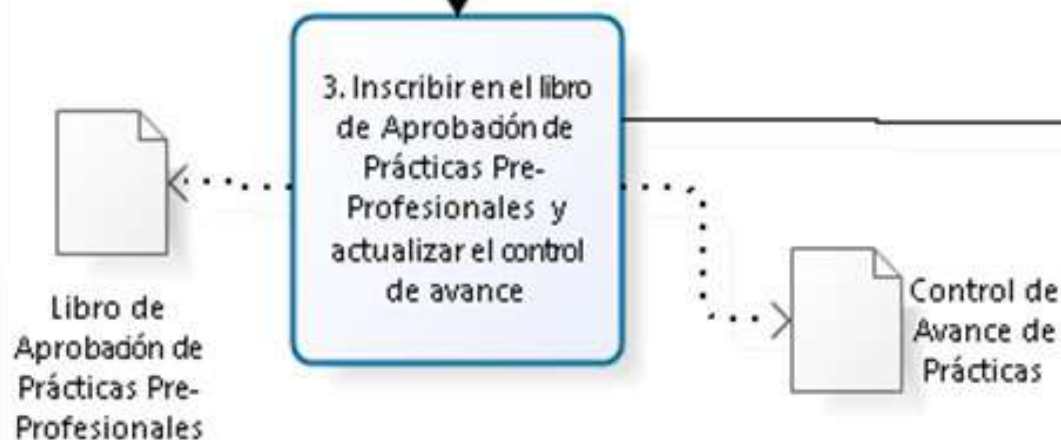 3. Inscribir en el libro
de Aprobación de
Prácticas Pre-
Profesionales y
actualizar el control
de avance
Libro de
Aprobación de
Prácticas Pre-
Profesionales
Control de
Avance de
Prácticas